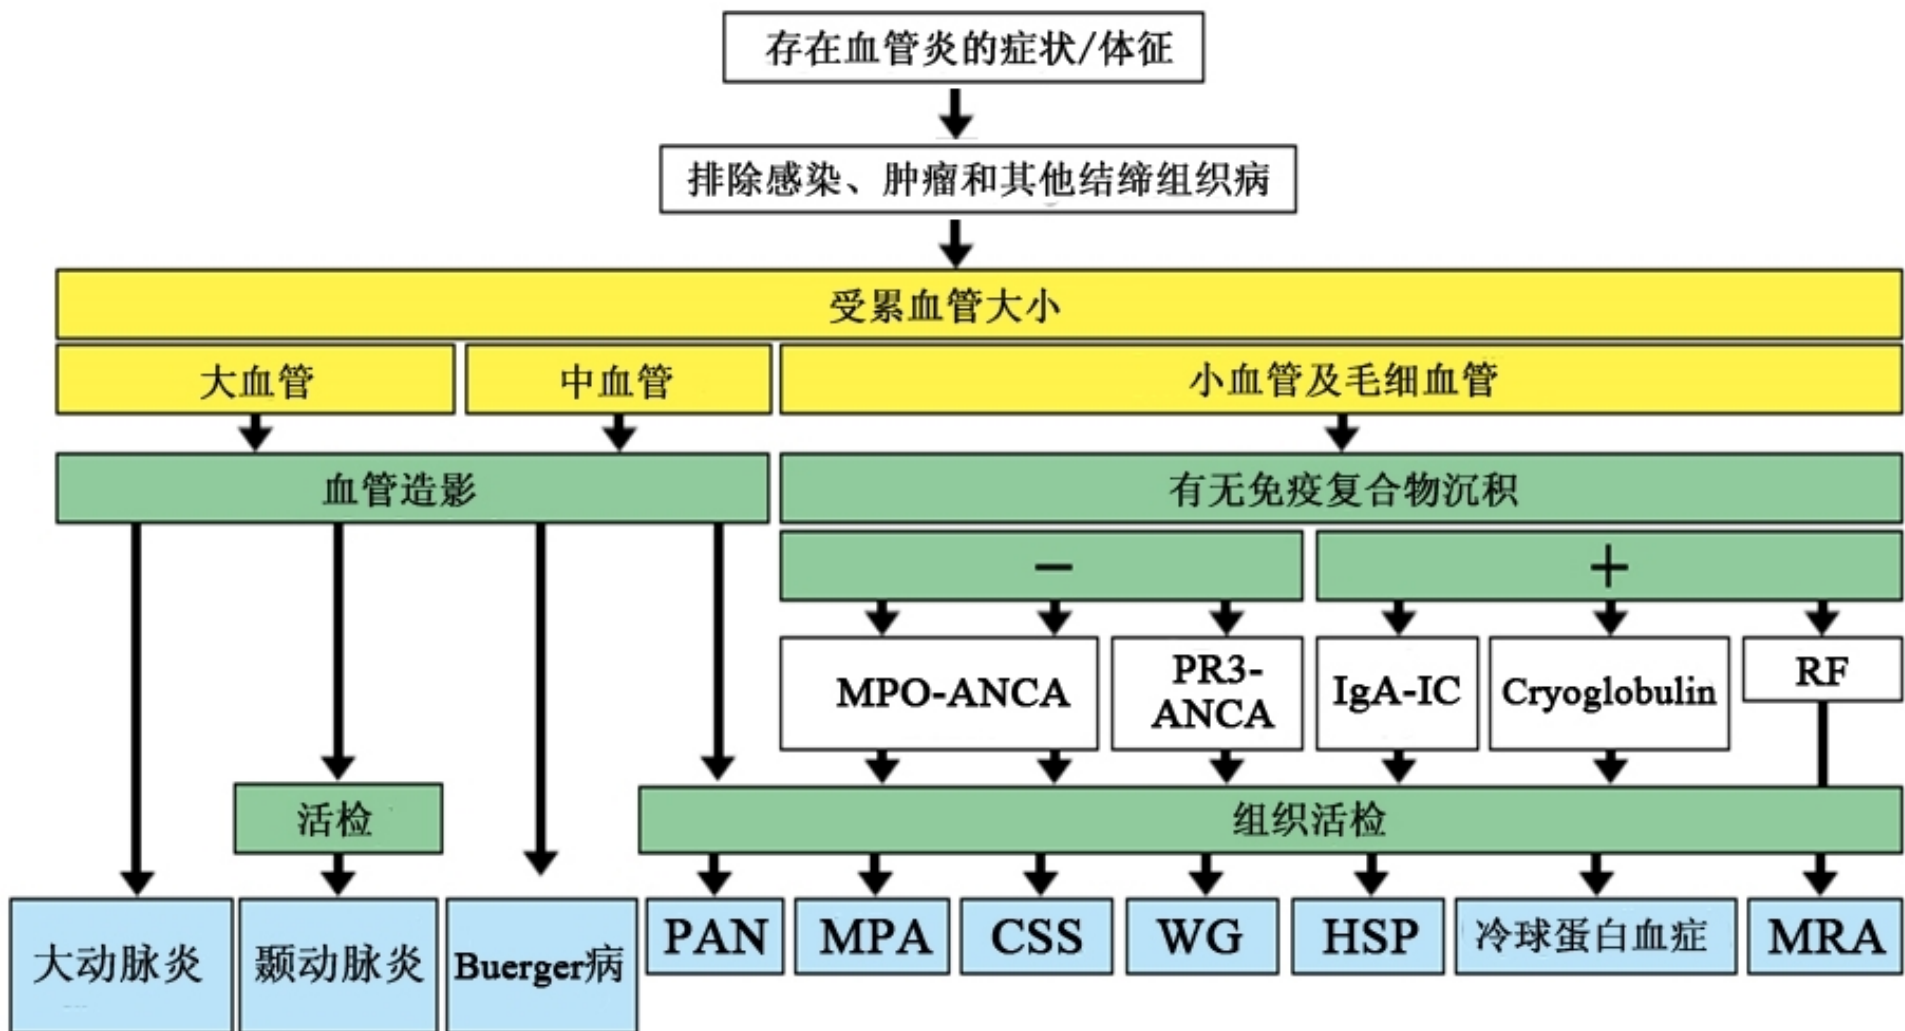 存在血管炎的症状/体征
排除感染、肿瘤和其他结缔组织病
受累血管大小
大血管
中血管
小血管及毛细血管
血管造影
有无免疫复合物沉积
−
+
MPO-ANCA
PR3-
ANCA
IgA-IC
Cryoglobulin
RF
活检
组织活检
大动脉炎
颞动脉炎
Buerger病
PAN
MPA
CSS
WG
HSP
冷球蛋白血症
MRA